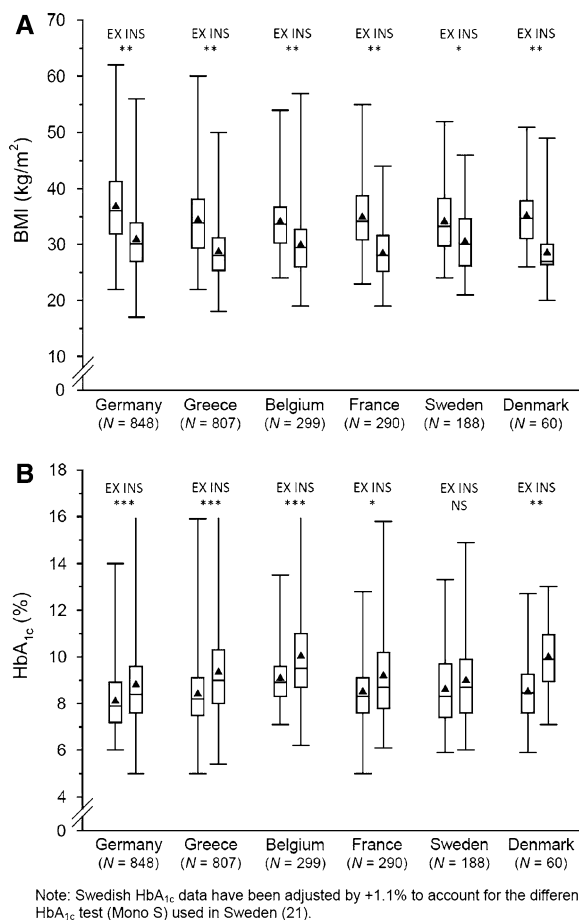 A
EX INS EX INS EX INS EX INS EX INS EX INS
** ** ** ** * **
BMI (kg/m²)
70
60
50
40
30
20
10
0
Germany Greece Belgium France Sweden Denmark
(N = 848) (N = 807) (N = 299) (N = 290) (N = 188) (N = 60)
B
EX INS EX INS EX INS EX INS EX INS EX INS
*** *** *** * NS **
HbA1c (%)
18
16
14
12
10
8
6
4
0
Germany Greece Belgium France Sweden Denmark
(N = 848) (N = 807) (N = 299) (N = 290) (N = 188) (N = 60)
Note: Swedish HbA1c data have been adjusted by +1.1% to account for the differen
HbA1c test (Mono S) used in Sweden (21).